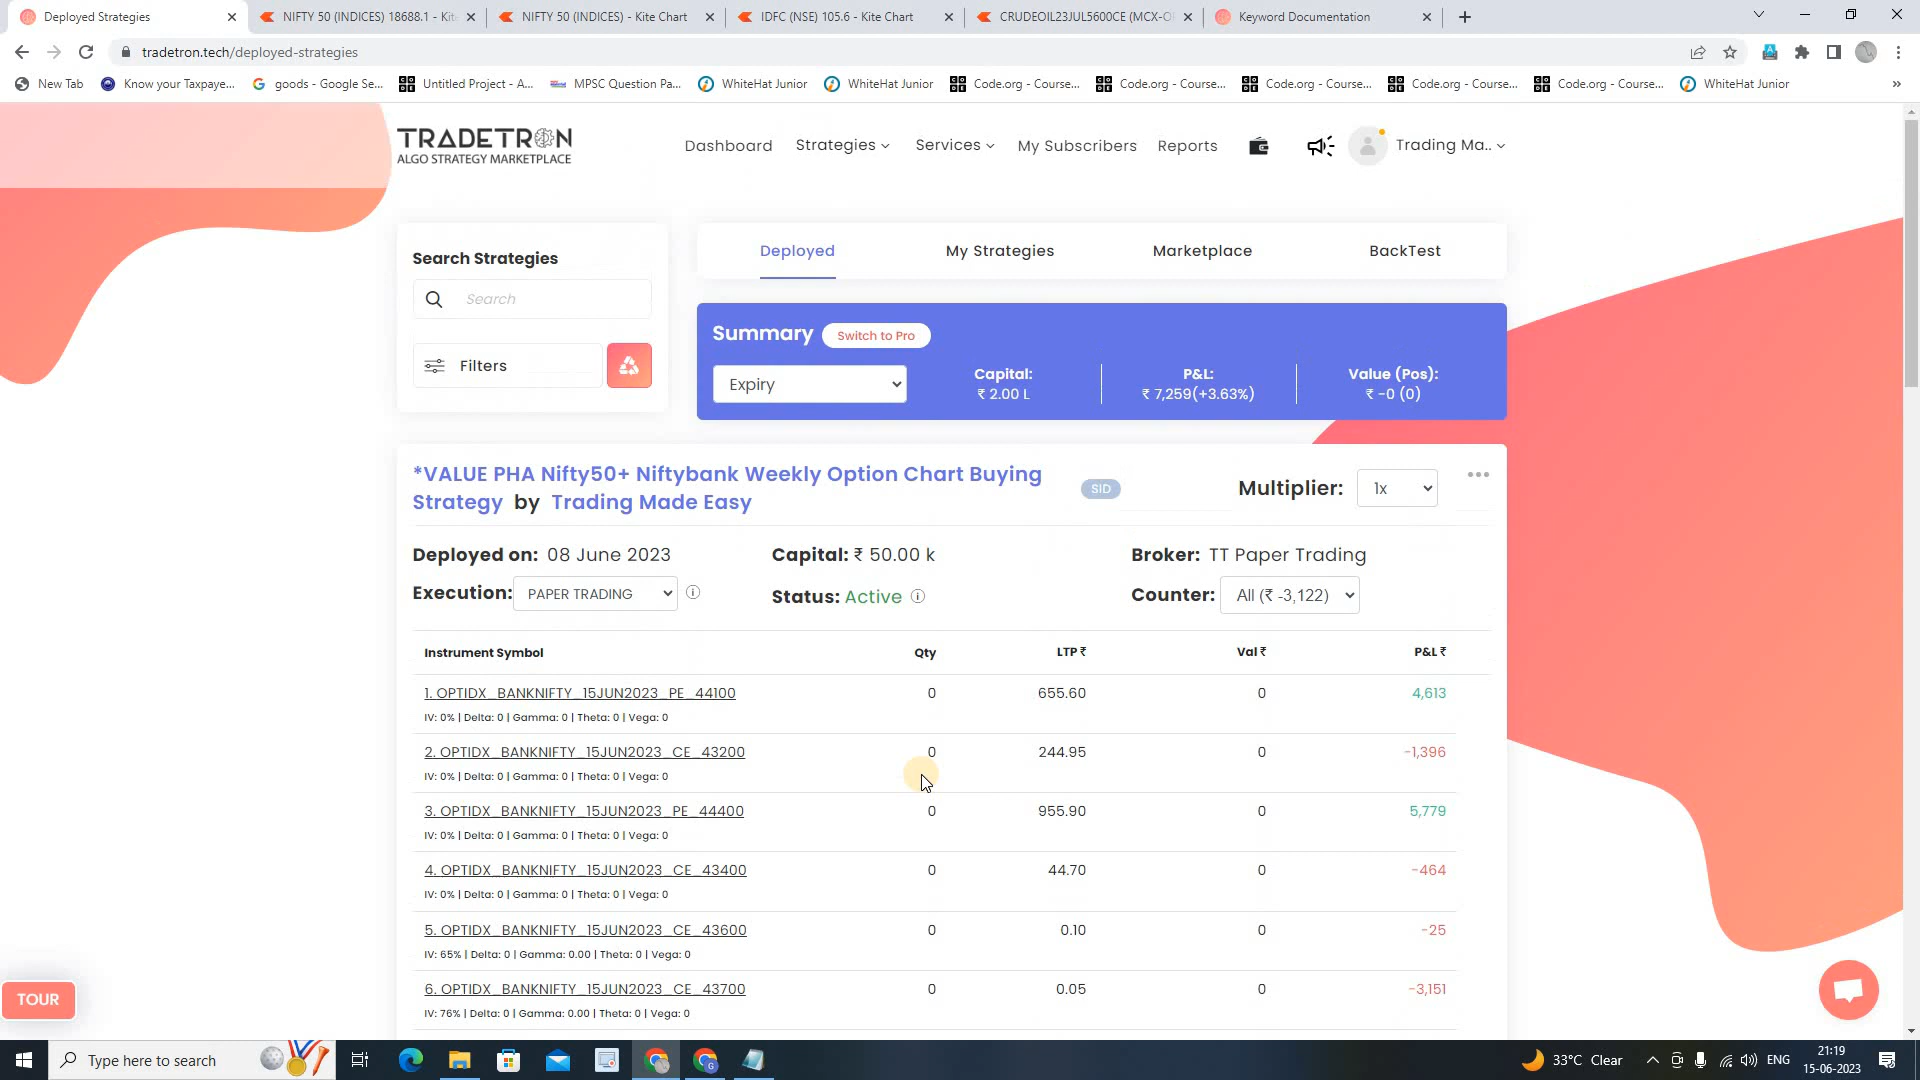 Deployed Strategies
NIFTY 50 (INDICES) 18688.1 - Kit
NIFTY 50 (INDICES) - Kite Chart
IDFC (NSE) 105.6 - Kite Chart
CRUDEOIL23JUL5600CE (MCX-O
Keyword Documentation
tradetron.tech/deployed-strategies
New Tab
Know your Taxpaye...
goods - Google Se...
Untitled Project - A...
MPSC Question Pa...
WhiteHat Junior
WhiteHat Junior
Code.org - Course...
Code.org - Course...
Code.org - Course...
Code.org - Course...
Code.org - Course...
WhiteHat Junior
»
TRADETRON
ALGO STRATEGY MARKETPLACE
Dashboard
Strategies
Services
My Subscribers
Reports
Trading Ma..
Search Strategies
Search
Filters
Deployed
My Strategies
Marketplace
BackTest
Summary
Switch to Pro
Expiry
Capital:
₹ 2.00 L
P&L:
₹ 7,259(+3.63%)
Value (Pos):
₹ -0 (0)
*VALUE PHA Nifty50+ Niftybank Weekly Option Chart Buying
Strategy by Trading Made Easy
SID
Multiplier: 1x
Deployed on: 08 June 2023
Capital: ₹ 50.00 k
Broker: TT Paper Trading
Execution: PAPER TRADING
Status: Active
Counter: All (₹ -3,122)
Instrument Symbol Qty LTP ₹ Val ₹ P&L ₹
1. OPTIDX_BANKNIFTY_15JUN2023_PE_44100 0 655.60 0 4,613
IV: 0% | Delta: 0 | Gamma: 0 | Theta: 0 | Vega: 0
2. OPTIDX_BANKNIFTY_15JUN2023_CE_43200 0 244.95 0 -1,396
IV: 0% | Delta: 0 | Gamma: 0 | Theta: 0 | Vega: 0
3. OPTIDX_BANKNIFTY_15JUN2023_PE_44400 0 955.90 0 5,779
IV: 0% | Delta: 0 | Gamma: 0 | Theta: 0 | Vega: 0
4. OPTIDX_BANKNIFTY_15JUN2023_CE_43400 0 44.70 0 -464
IV: 0% | Delta: 0 | Gamma: 0 | Theta: 0 | Vega: 0
5. OPTIDX_BANKNIFTY_15JUN2023_CE_43600 0 0.10 0 -25
IV: 65% | Delta: 0 | Gamma: 0.00 | Theta: 0 | Vega: 0
6. OPTIDX_BANKNIFTY_15JUN2023_CE_43700 0 0.05 0 -3,151
IV: 76% | Delta: 0 | Gamma: 0.00 | Theta: 0 | Vega: 0
TOUR
Type here to search
33°C Clear
ENG
21:19
15-06-2023